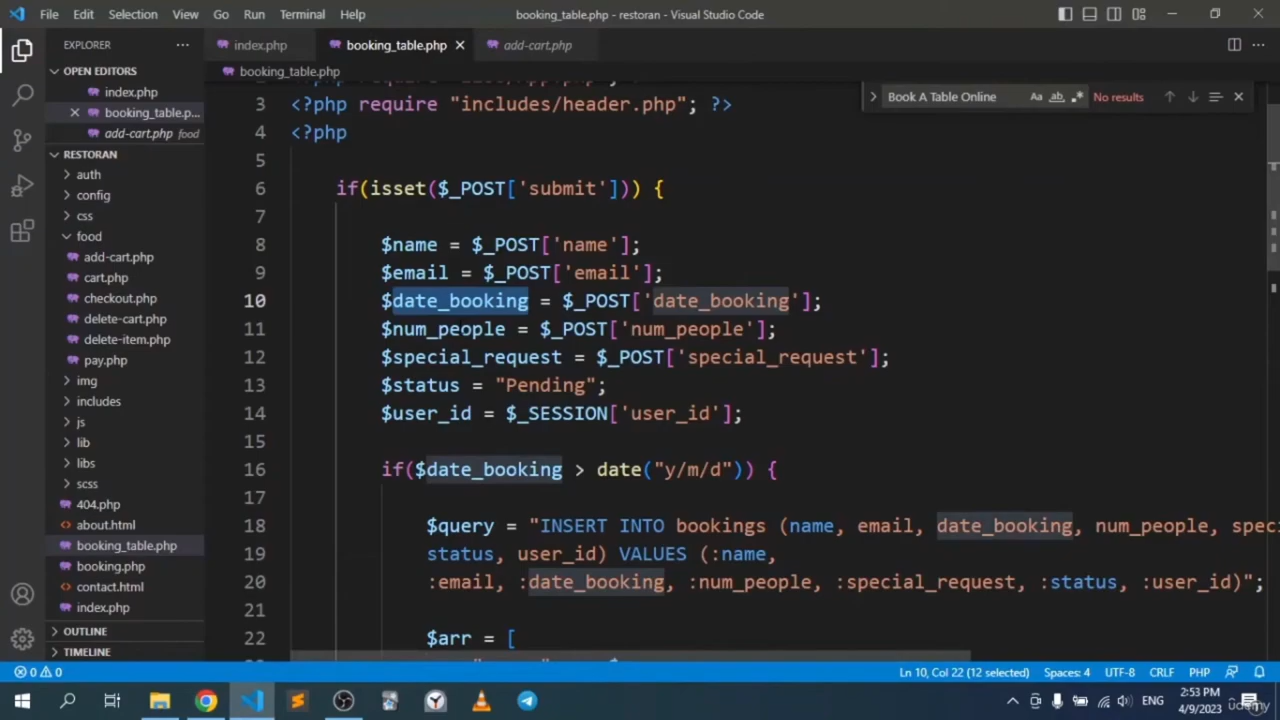 File Edit Selection View Go Run Terminal Help
booking_table.php - restoran - Visual Studio Code
EXPLORER
OPEN EDITORS
index.php
booking_table.p...
add-cart.php food
RESTORAN
auth
config
css
food
add-cart.php
cart.php
checkout.php
delete-cart.php
delete-item.php
pay.php
img
includes
js
lib
libs
scss
404.php
about.html
booking_table.php
booking.php
contact.html
index.php
OUTLINE
TIMELINE
index.php booking_table.php add-cart.php
booking_table.php
Book A Table Online Aa ab .* No results
3 <?php require "includes/header.php"; ?>
4 <?php
5
6 if(isset($_POST['submit'])) {
7
8 $name = $_POST['name'];
9 $email = $_POST['email'];
10 $date_booking = $_POST['date_booking'];
11 $num_people = $_POST['num_people'];
12 $special_request = $_POST['special_request'];
13 $status = "Pending";
14 $user_id = $_SESSION['user_id'];
15
16 if($date_booking > date("y/m/d")) {
17
18 $query = "INSERT INTO bookings (name, email, date_booking, num_people, spec
19 status, user_id) VALUES (:name,
20 :email, :date_booking, :num_people, :special_request, :status, :user_id)";
21
22 $arr = [
0 0 Ln 10, Col 22 (12 selected) Spaces: 4 UTF-8 CRLF PHP
ENG
2:53 PM
4/9/2023
udemy